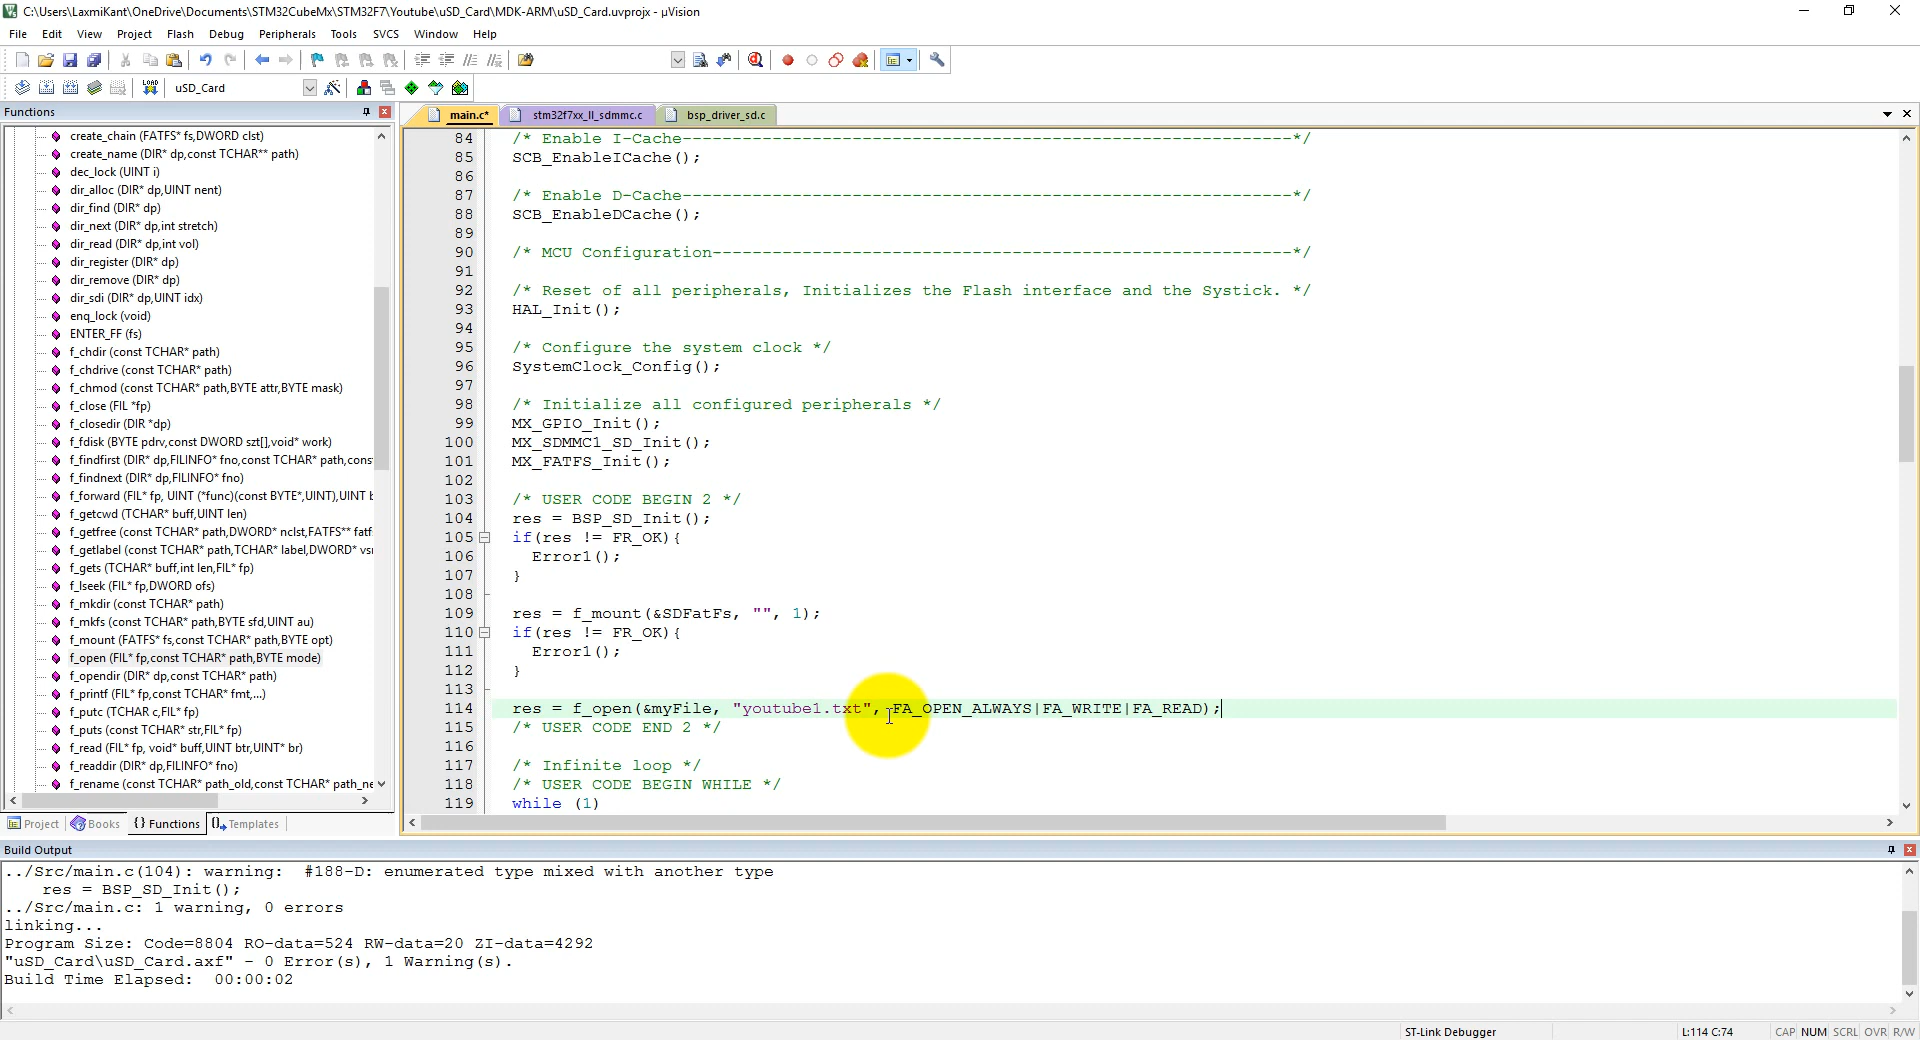 C:\Users\LaxmiKant\OneDrive\Documents\STM32CubeMx\STM32F7\Youtube\uSD_Card\MDK-ARM\uSD_Card.uvprojx - µVision
File Edit View Project Flash Debug Peripherals Tools SVCS Window Help
LOAD uSD_Card
Functions
create_chain (FATFS* fs,DWORD clst)
create_name (DIR* dp,const TCHAR** path)
dec_lock (UINT i)
dir_alloc (DIR* dp,UINT nent)
dir_find (DIR* dp)
dir_next (DIR* dp,int stretch)
dir_read (DIR* dp,int vol)
dir_register (DIR* dp)
dir_remove (DIR* dp)
dir_sdi (DIR* dp,UINT idx)
enq_lock (void)
ENTER_FF (fs)
f_chdir (const TCHAR* path)
f_chdrive (const TCHAR* path)
f_chmod (const TCHAR* path,BYTE attr,BYTE mask)
f_close (FIL *fp)
f_closedir (DIR *dp)
f_fdisk (BYTE pdrv,const DWORD szt[],void* work)
f_findfirst (DIR* dp,FILINFO* fno,const TCHAR* path,cons
f_findnext (DIR* dp,FILINFO* fno)
f_forward (FIL* fp, UINT (*func)(const BYTE*,UINT),UINT b
f_getcwd (TCHAR* buff,UINT len)
f_getfree (const TCHAR* path,DWORD* nclst,FATFS** fatf
f_getlabel (const TCHAR* path,TCHAR* label,DWORD* vs
f_gets (TCHAR* buff,int len,FIL* fp)
f_lseek (FIL* fp,DWORD ofs)
f_mkdir (const TCHAR* path)
f_mkfs (const TCHAR* path,BYTE sfd,UINT au)
f_mount (FATFS* fs,const TCHAR* path,BYTE opt)
f_open (FIL* fp,const TCHAR* path,BYTE mode)
f_opendir (DIR* dp,const TCHAR* path)
f_printf (FIL* fp,const TCHAR* fmt,...)
f_putc (TCHAR c,FIL* fp)
f_puts (const TCHAR* str,FIL* fp)
f_read (FIL* fp, void* buff,UINT btr,UINT* br)
f_readdir (DIR* dp,FILINFO* fno)
f_rename (const TCHAR* path_old,const TCHAR* path_ne
Project Books {} Functions Templates
main.c* stm32f7xx_ll_sdmmc.c bsp_driver_sd.c
84 /* Enable I-Cache-------------------------------------------------------------*/
85 SCB_EnableICache();
86
87 /* Enable D-Cache-------------------------------------------------------------*/
88 SCB_EnableDCache();
89
90 /* MCU Configuration----------------------------------------------------------*/
91
92 /* Reset of all peripherals, Initializes the Flash interface and the Systick. */
93 HAL_Init();
94
95 /* Configure the system clock */
96 SystemClock_Config();
97
98 /* Initialize all configured peripherals */
99 MX_GPIO_Init();
100 MX_SDMMC1_SD_Init();
101 MX_FATFS_Init();
102
103 /* USER CODE BEGIN 2 */
104 res = BSP_SD_Init();
105 if(res != FR_OK){
106 Error1();
107 }
108
109 res = f_mount(&SDFatFs, "", 1);
110 if(res != FR_OK){
111 Error1();
112 }
113
114 res = f_open(&myFile, "youtube1.txt", FA_OPEN_ALWAYS|FA_WRITE|FA_READ);
115 /* USER CODE END 2 */
116
117 /* Infinite loop */
118 /* USER CODE BEGIN WHILE */
119 while (1)
Build Output
../Src/main.c(104): warning: #188-D: enumerated type mixed with another type
res = BSP_SD_Init();
../Src/main.c: 1 warning, 0 errors
linking...
Program Size: Code=8804 RO-data=524 RW-data=20 ZI-data=4292
"uSD_Card\uSD_Card.axf" - 0 Error(s), 1 Warning(s).
Build Time Elapsed: 00:00:02
ST-Link Debugger L:114 C:74 CAP NUM SCRL OVR R/W